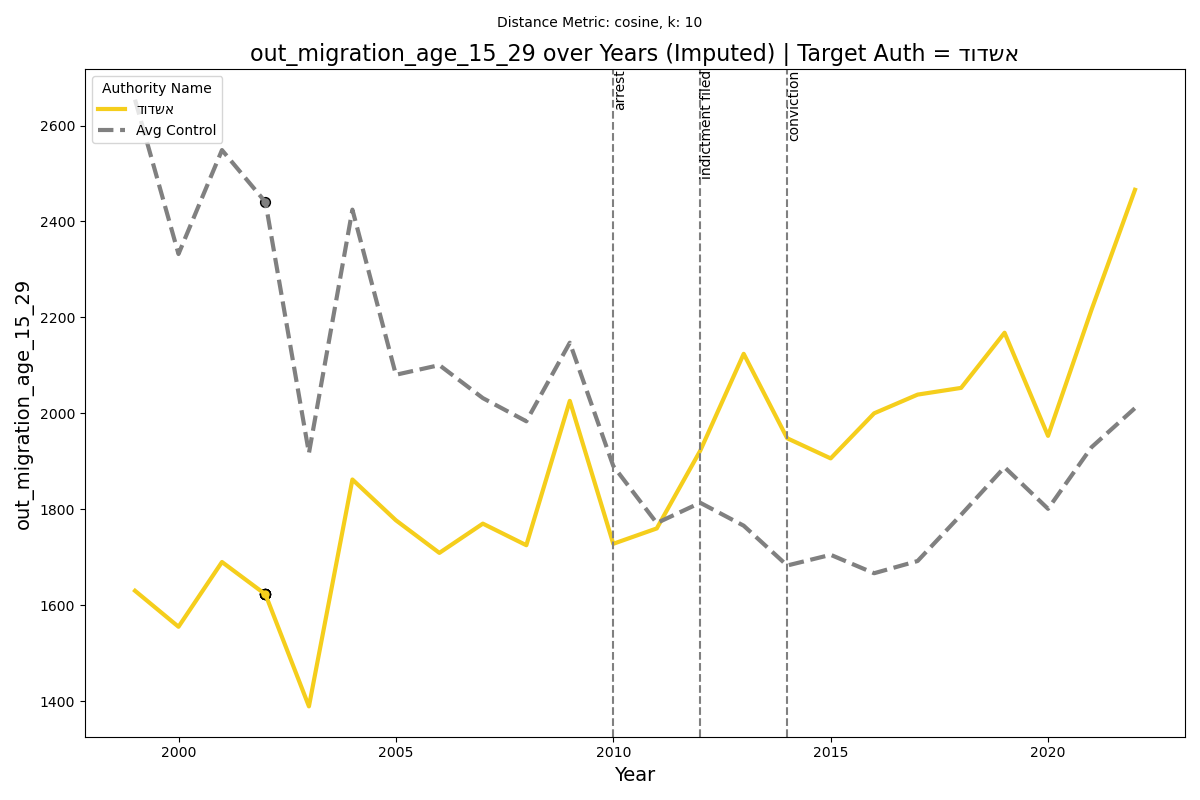 Distance Metric: cosine, k: 10
out_migration_age_15_29 over Years (Imputed) | Target Auth = אשדוד
Authority Name
אשדוד
Avg Control
arrest
indictment filed
conviction
out_migration_age_15_29
2600
2400
2200
2000
1800
1600
1400
2000
2005
2010
2015
2020
Year